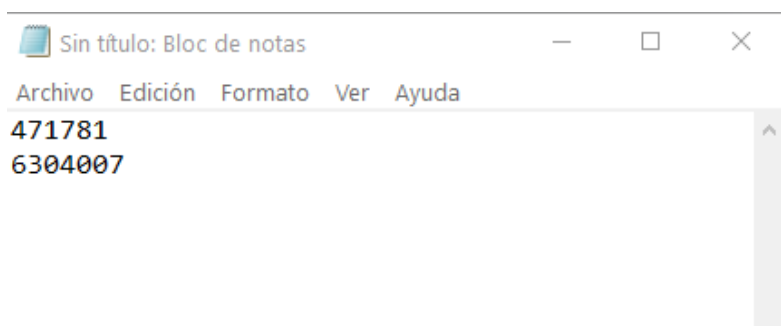 Sin título: Bloc de notas
Archivo Edición Formato Ver Ayuda
471781
6304007